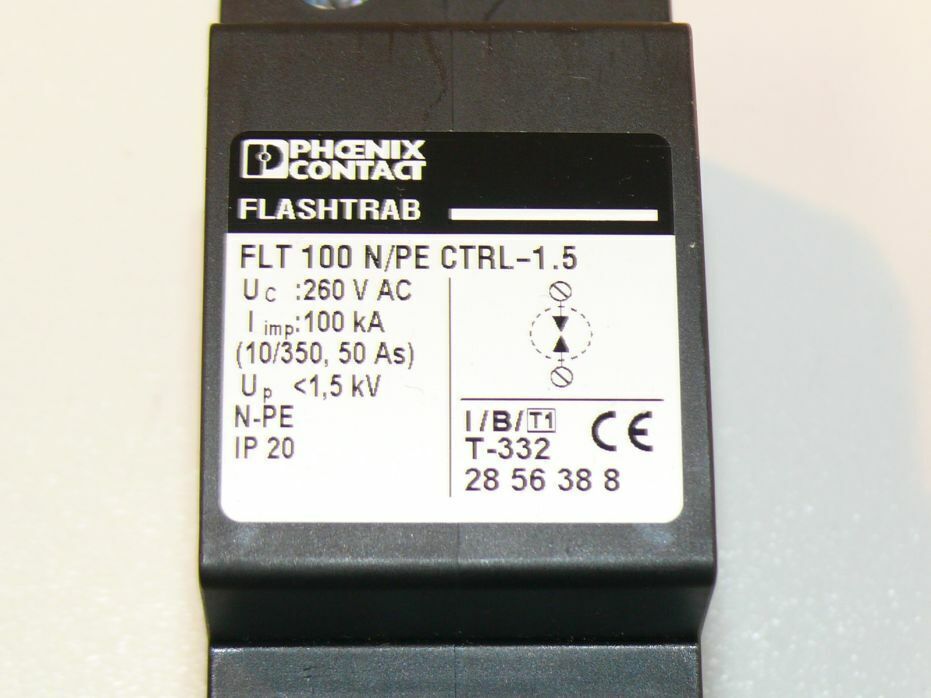 PHŒNIX
CONTACT
FLASHTRAB
FLT 100 N/PE CTRL-1.5
Uc :260 V AC
Iimp:100 kA
(10/350, 50 As)
Up <1,5 kV
N-PE
IP 20
I/B/T1
T-332
28 56 38 8
CE